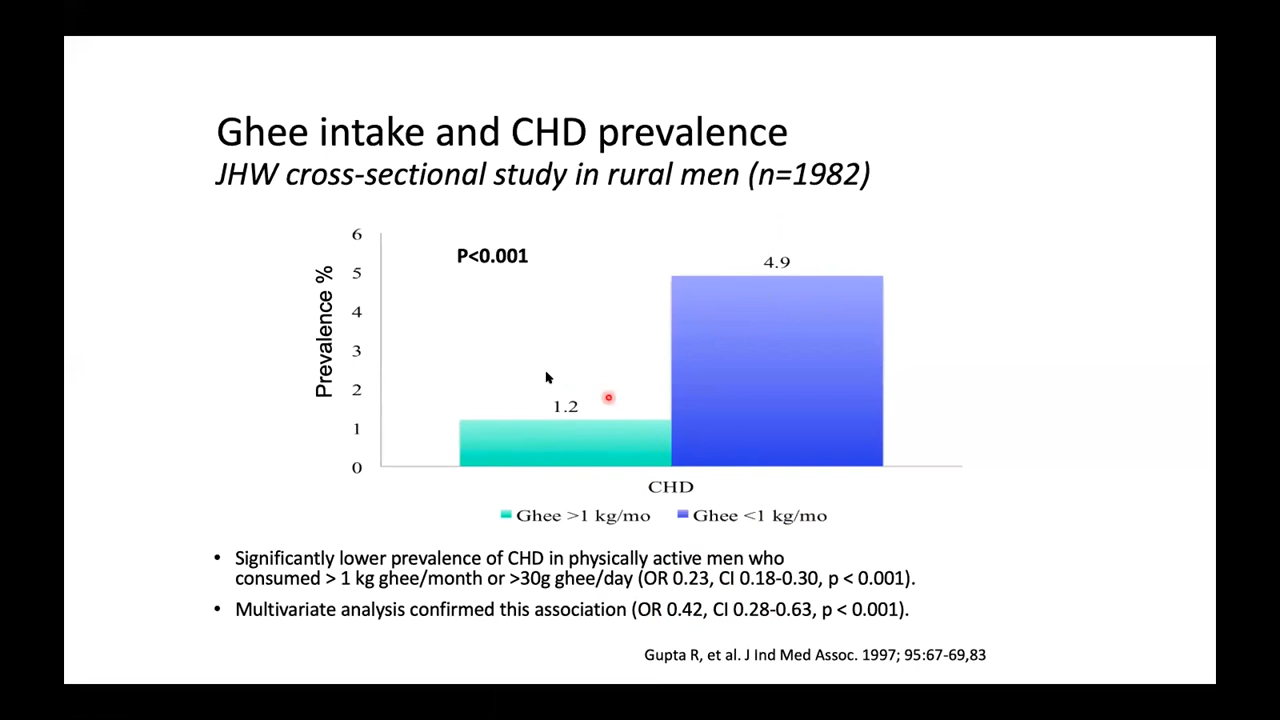 Ghee intake and CHD prevalence
JHW cross-sectional study in rural men (n=1982)
P<0.001
Prevalence %
6
5
4
3
2
1
0
4.9
1.2
CHD
Ghee >1 kg/mo Ghee <1 kg/mo
• Significantly lower prevalence of CHD in physically active men who
consumed > 1 kg ghee/month or >30g ghee/day (OR 0.23, CI 0.18-0.30, p < 0.001).
• Multivariate analysis confirmed this association (OR 0.42, CI 0.28-0.63, p < 0.001).
Gupta R, et al. J Ind Med Assoc. 1997; 95:67-69,83